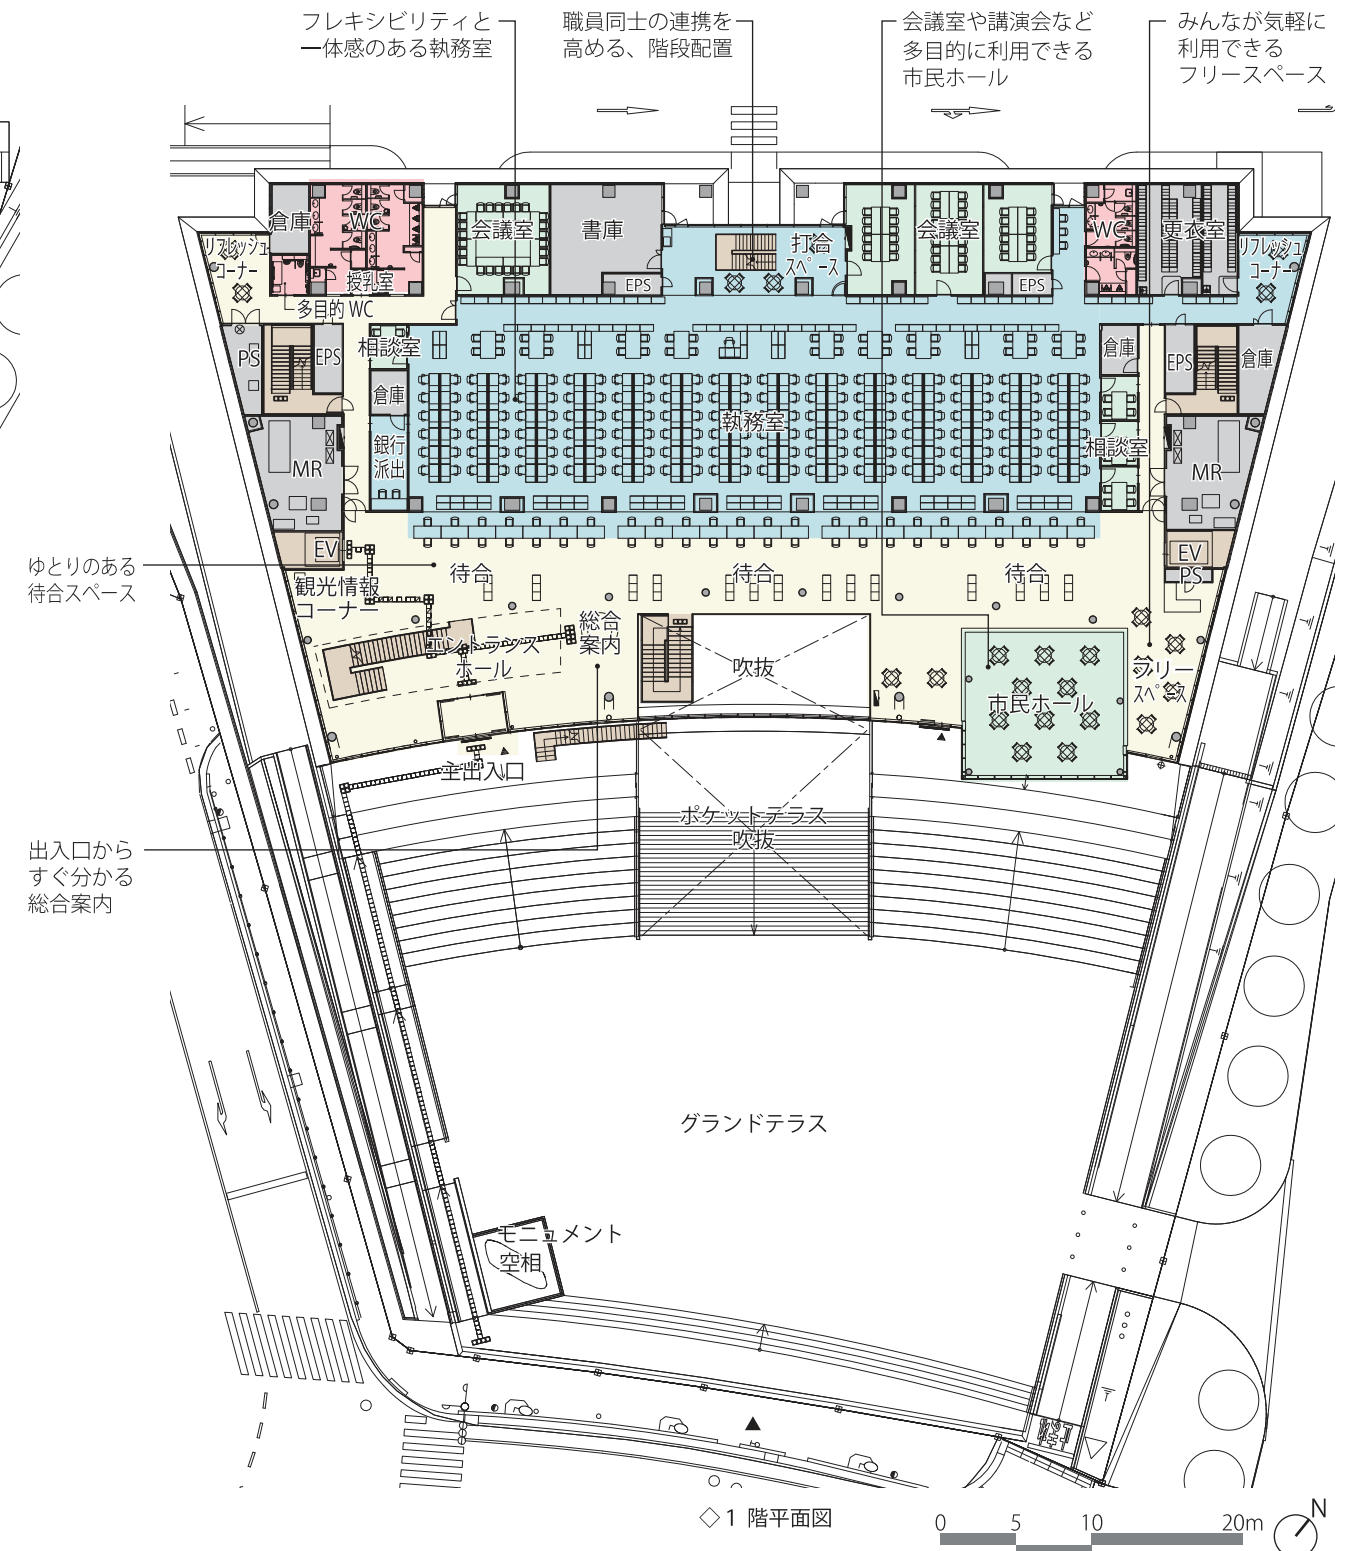 フレキシビリティと
一体感のある執務室
職員同士の連携を
高める、階段配置
会議室や講演会など
多目的に利用できる
市民ホール
みんなが気軽に
利用できる
フリースペース
倉庫
WC
会議室
書庫
打合
スペース
会議室
WC
更衣室
リフレッシュ
コーナー
リフレッシュ
コーナー
授乳室
多目的 WC
EPS
EPS
PS
EPS
相談室
倉庫
EPS
倉庫
倉庫
執務室
銀行
派出
相談室
MR
MR
EV
EV
PS
ゆとりのある
待合スペース
観光情報
コーナー
待合
待合
待合
エントランス
ホール
総合
案内
吹抜
市民ホール
フリー
スペース
主出入口
ポケットテラス
吹抜
出入口から
すぐ分かる
総合案内
グランドテラス
モニュメント
空相
◇1 階平面図
0 5 10 20m
N